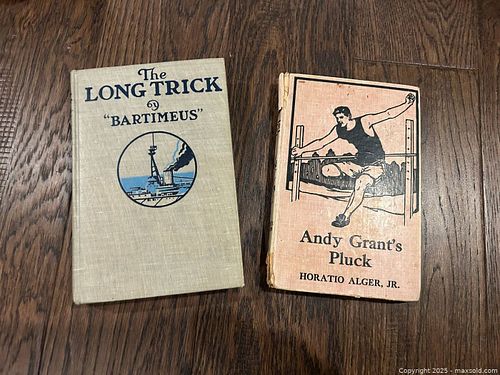 The
LONG TRICK
by
"BARTIMEUS"
Andy Grant's
Pluck
HORATIO ALGER, JR.
Copyright 2025 - maxsold.com